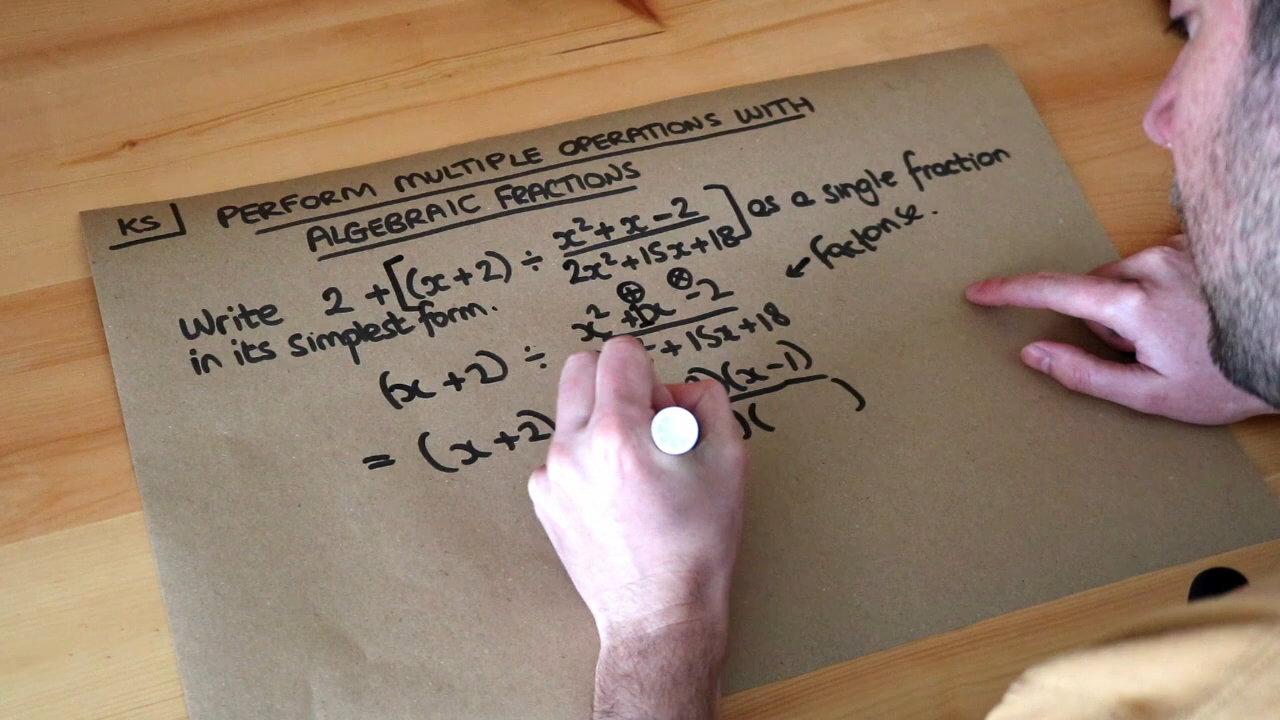 KS PERFORM MULTIPLE OPERATIONS WITH
ALGEBRAIC FRACTIONS
Write 2 + [(x+2) ÷ (x²+x-2)/(2x²+15x+18)] as a single fraction
in its simplest form.
(x+2) ÷ x² + 1x - 2 ← factorise.
+15x+18
= (x+2) )(x-1)
)( )